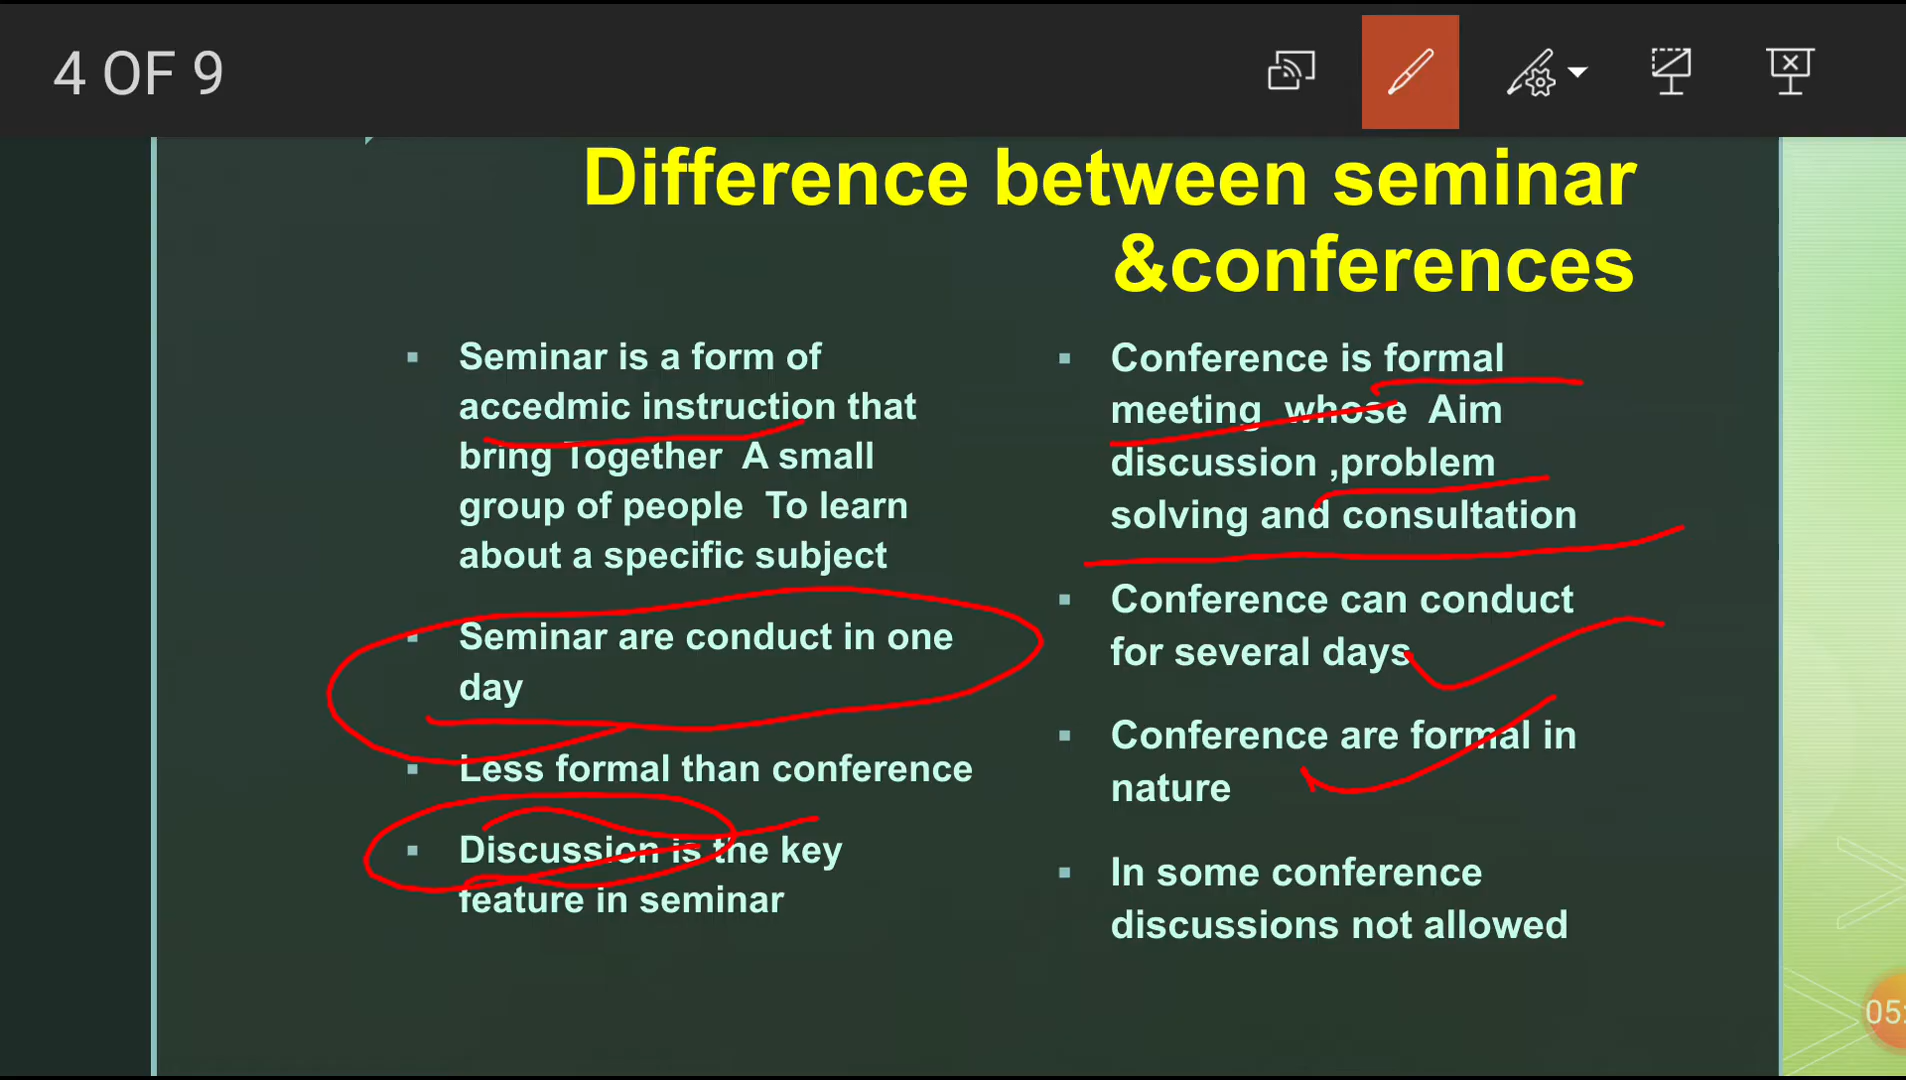 4 OF 9
Difference between seminar
&conferences
Seminar is a form of
accedmic instruction that
bring Together A small
group of people To learn
about a specific subject
Seminar are conduct in one
day
Less formal than conference
Discussion is the key
feature in seminar
Conference is formal
meeting whose Aim
discussion ,problem
solving and consultation
Conference can conduct
for several days
Conference are formal in
nature
In some conference
discussions not allowed
05: